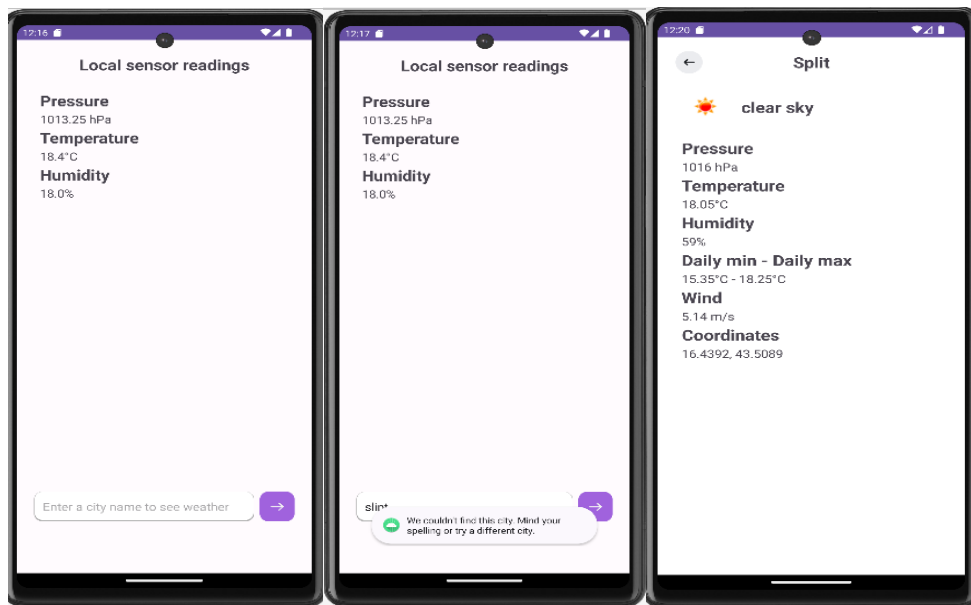 12:16
Local sensor readings
Pressure
1013.25 hPa
Temperature
18.4°C
Humidity
18.0%
Enter a city name to see weather
12:17
Local sensor readings
Pressure
1013.25 hPa
Temperature
18.4°C
Humidity
18.0%
We couldn't find this city. Mind your
spelling or try a different city.
12:20
Split
clear sky
Pressure
1016 hPa
Temperature
18.05°C
Humidity
59%
Daily min - Daily max
15.35°C - 18.25°C
Wind
5.14 m/s
Coordinates
16.4392, 43.5089